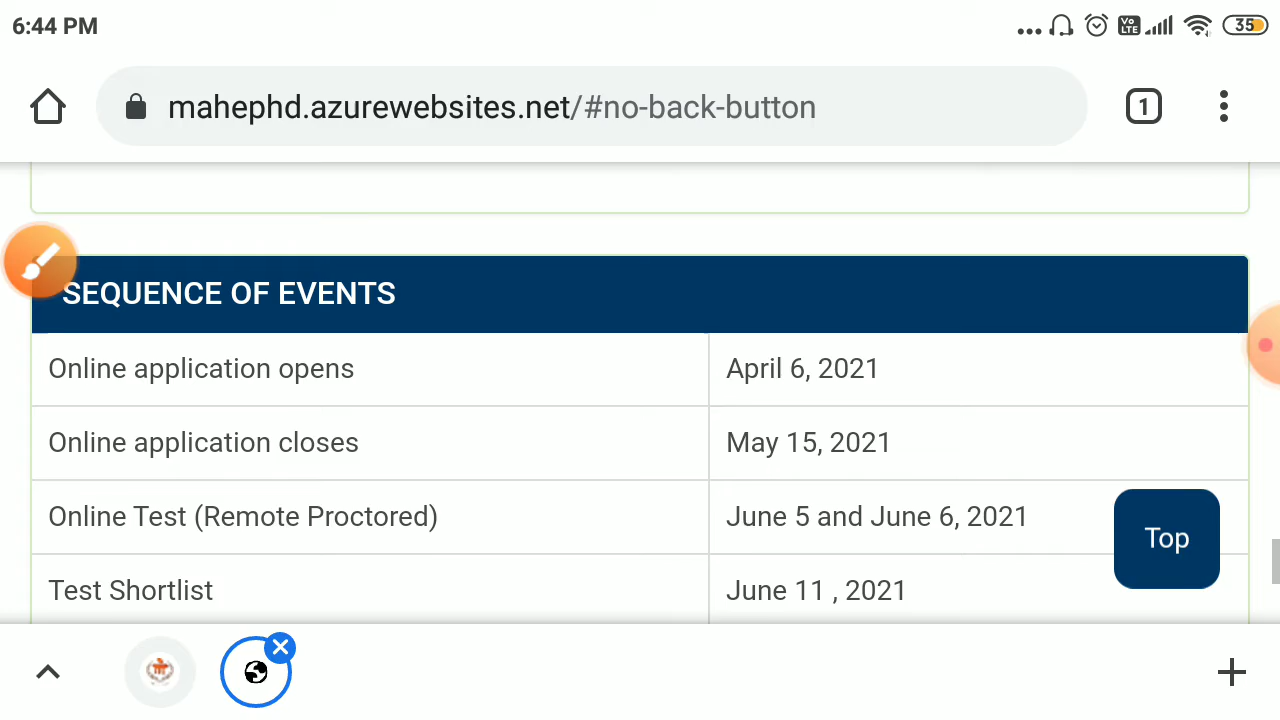 6:44 PM
Vo LTE
35
mahephd.azurewebsites.net/#no-back-button
1
SEQUENCE OF EVENTS
Online application opens April 6, 2021
Online application closes May 15, 2021
Online Test (Remote Proctored) June 5 and June 6, 2021
Top
Test Shortlist June 11 , 2021